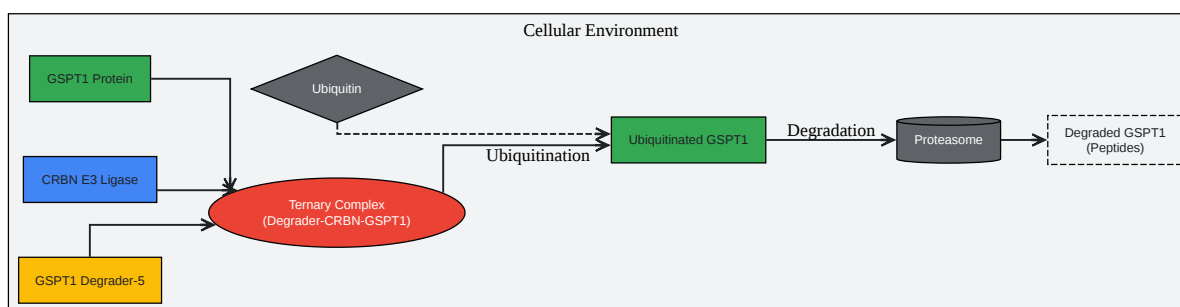 Cellular Environment
GSPT1 Protein
Ubiquitin
Ubiquitinated GSPT1
Degradation
Proteasome
Degraded GSPT1
(Peptides)
Ubiquitination
CRBN E3 Ligase
Ternary Complex
(Degrader-CRBN-GSPT1)
GSPT1 Degrader-5